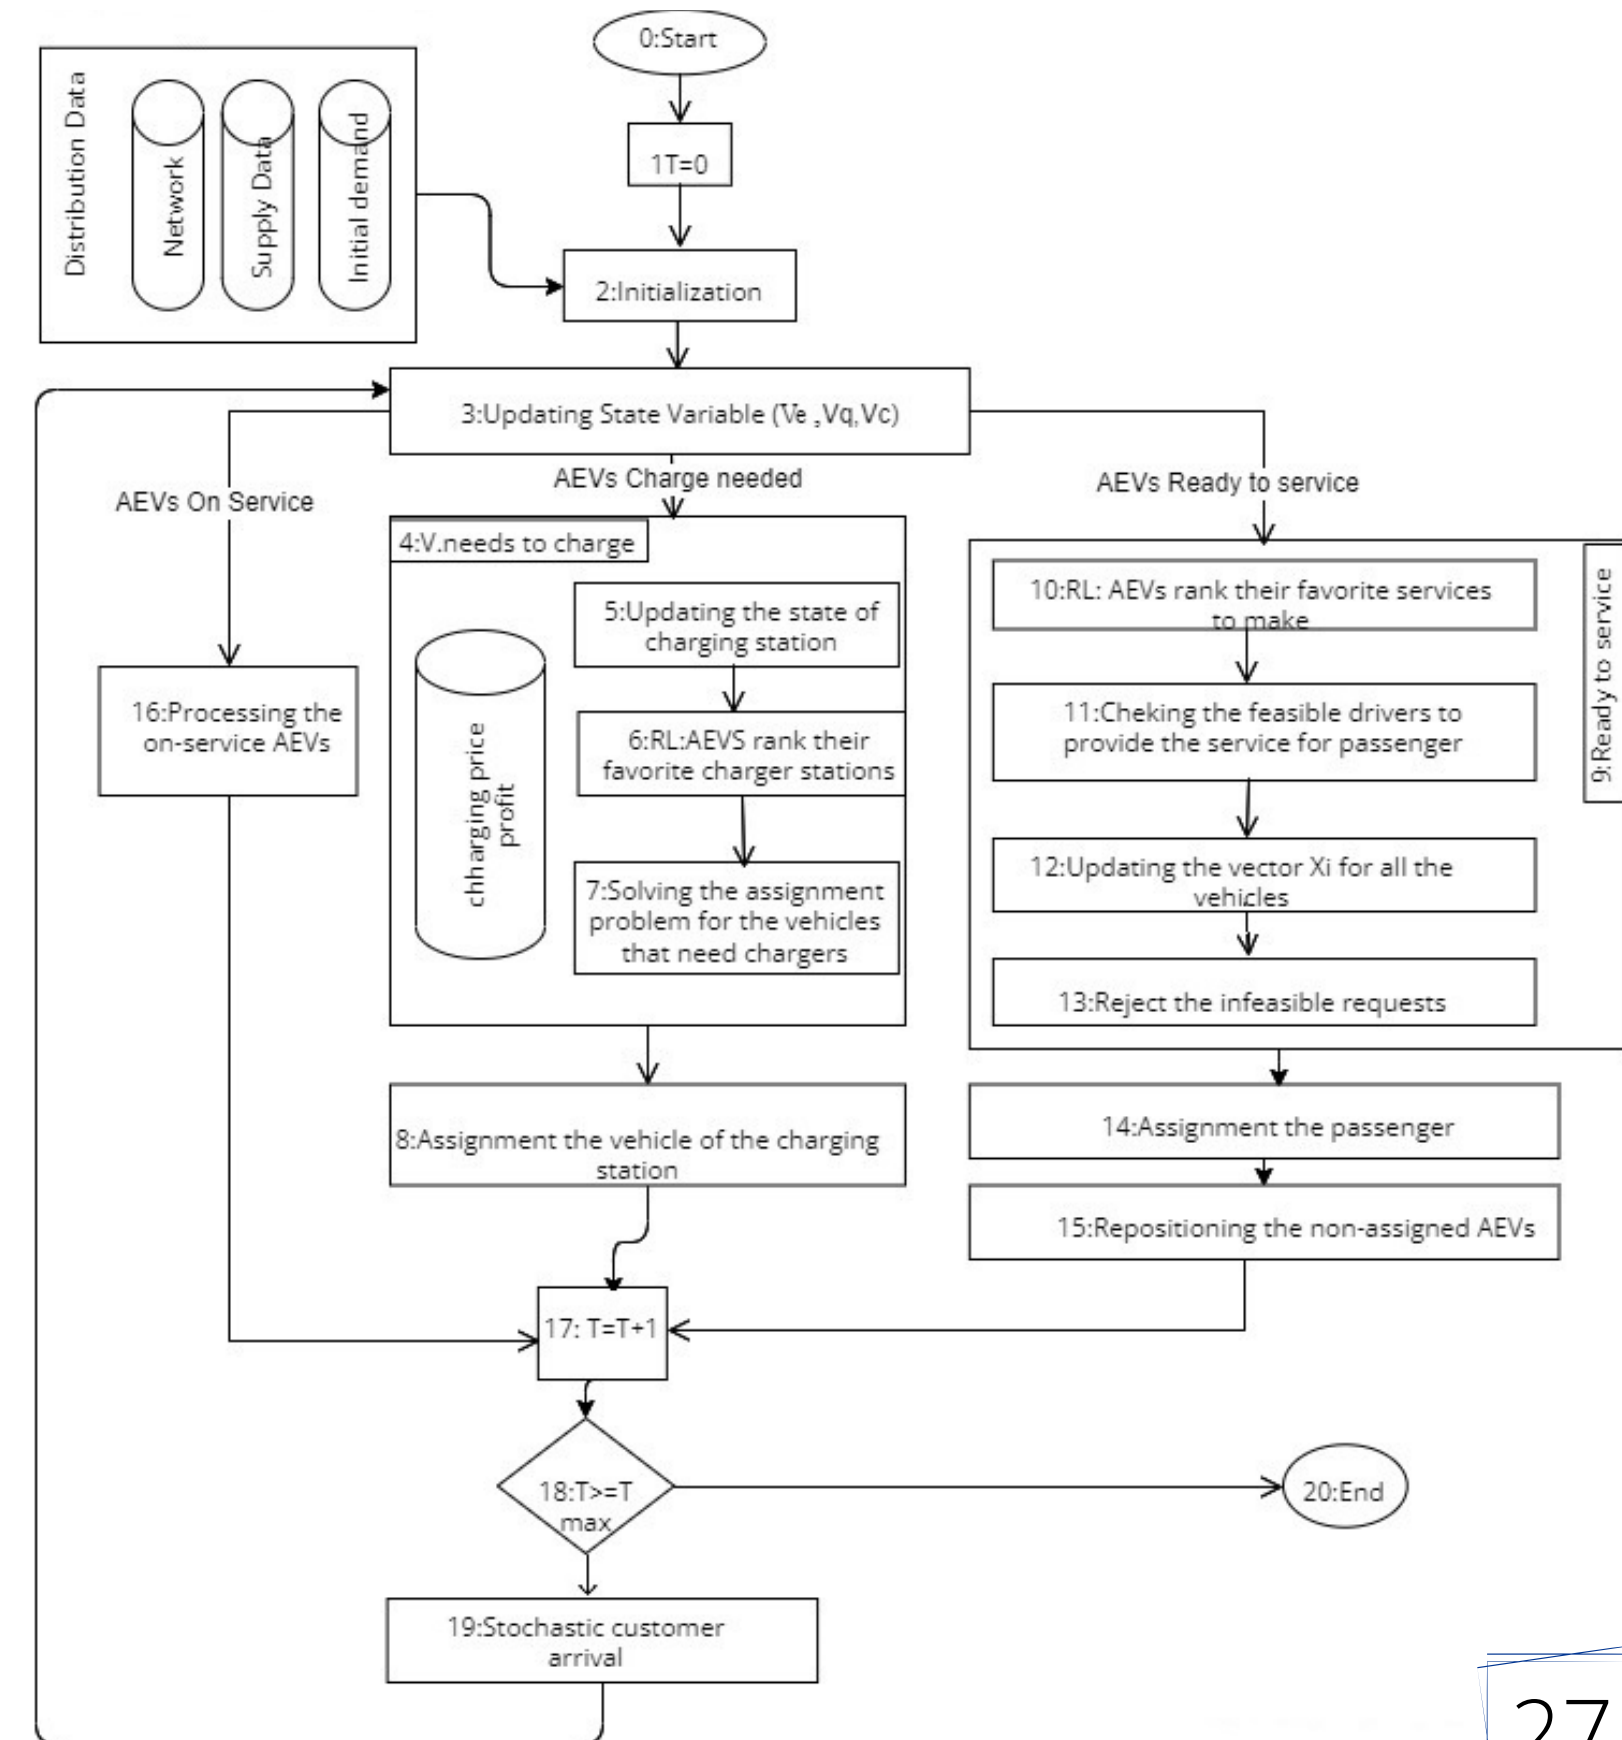 0:Start
Distribution Data
Network
Supply Data
Initial demand
1T=0
2:Initialization
3:Updating State Variable (Ve ,Vq,Vc)
AEVs On Service
AEVs Charge needed
AEVs Ready to service
4:V.needs to charge
chharging price
profit
5:Updating the state of
charging station
6:RL:AEVS rank their
favorite charger stations
7:Solving the assignment
problem for the vehicles
that need chargers
8:Assignment the vehicle of the charging
station
9:Ready to service
10:RL: AEVs rank their favorite services
to make
11:Cheking the feasible drivers to
provide the service for passenger
12:Updating the vector Xi for all the
vehicles
13:Reject the infeasible requests
14:Assignment the passenger
15:Repositioning the non-assigned AEVs
16:Processing the
on-service AEVs
17: T=T+1
18:T>=T
max
20:End
19:Stochastic customer
arrival
27